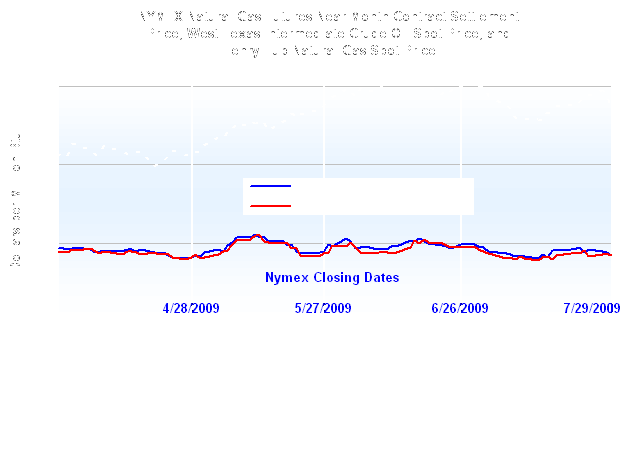 NYMEX Natural Gas Futures Near-Month Contract Settlement
Price, West Texas Intermediate Crude Oil Spot Price, and
Henry Hub Natural Gas Spot Price
Nymex Closing Dates
4/28/2009
5/27/2009
6/26/2009
7/29/2009